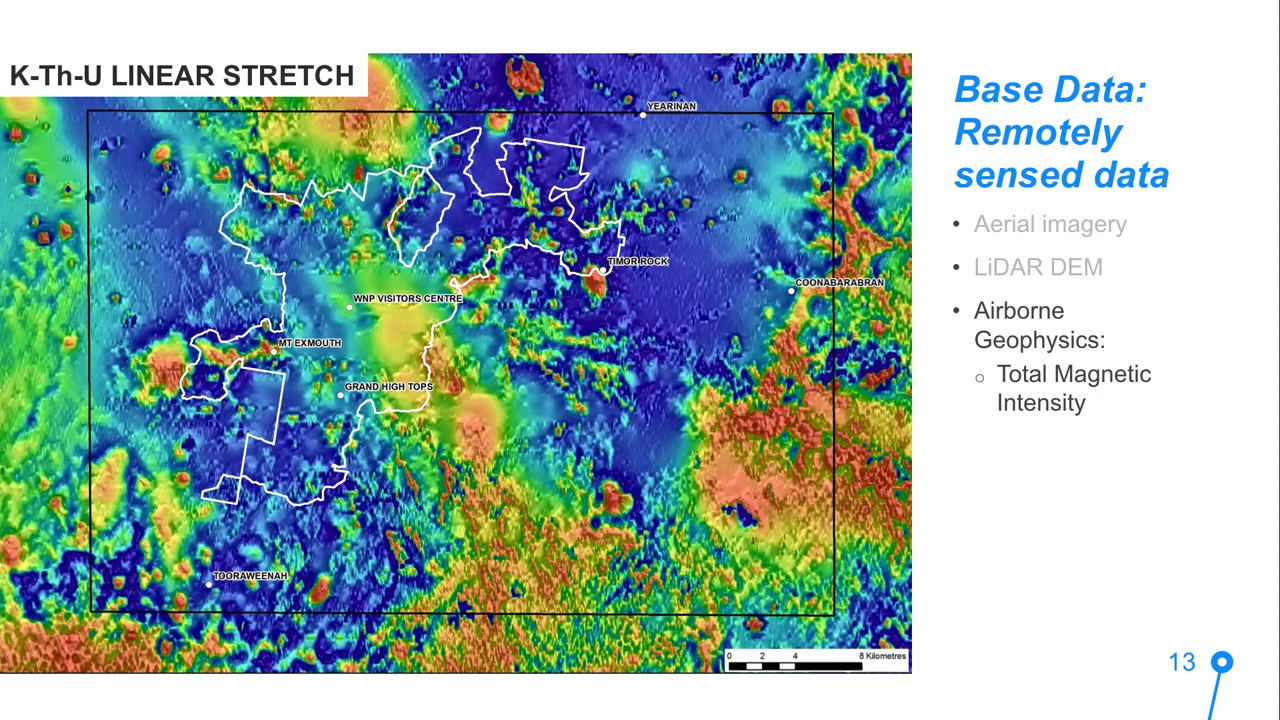 K-Th-U LINEAR STRETCH
YEARINAN
TIMOR ROCK
COONABARABRAN
WNP VISITORS CENTRE
MT EXMOUTH
GRAND HIGH TOPS
TOORAWEENAH
0 2 4 8 Kilometres
Base Data:
Remotely
sensed data
• Aerial imagery
• LiDAR DEM
• Airborne
Geophysics:
o Total Magnetic
Intensity
13